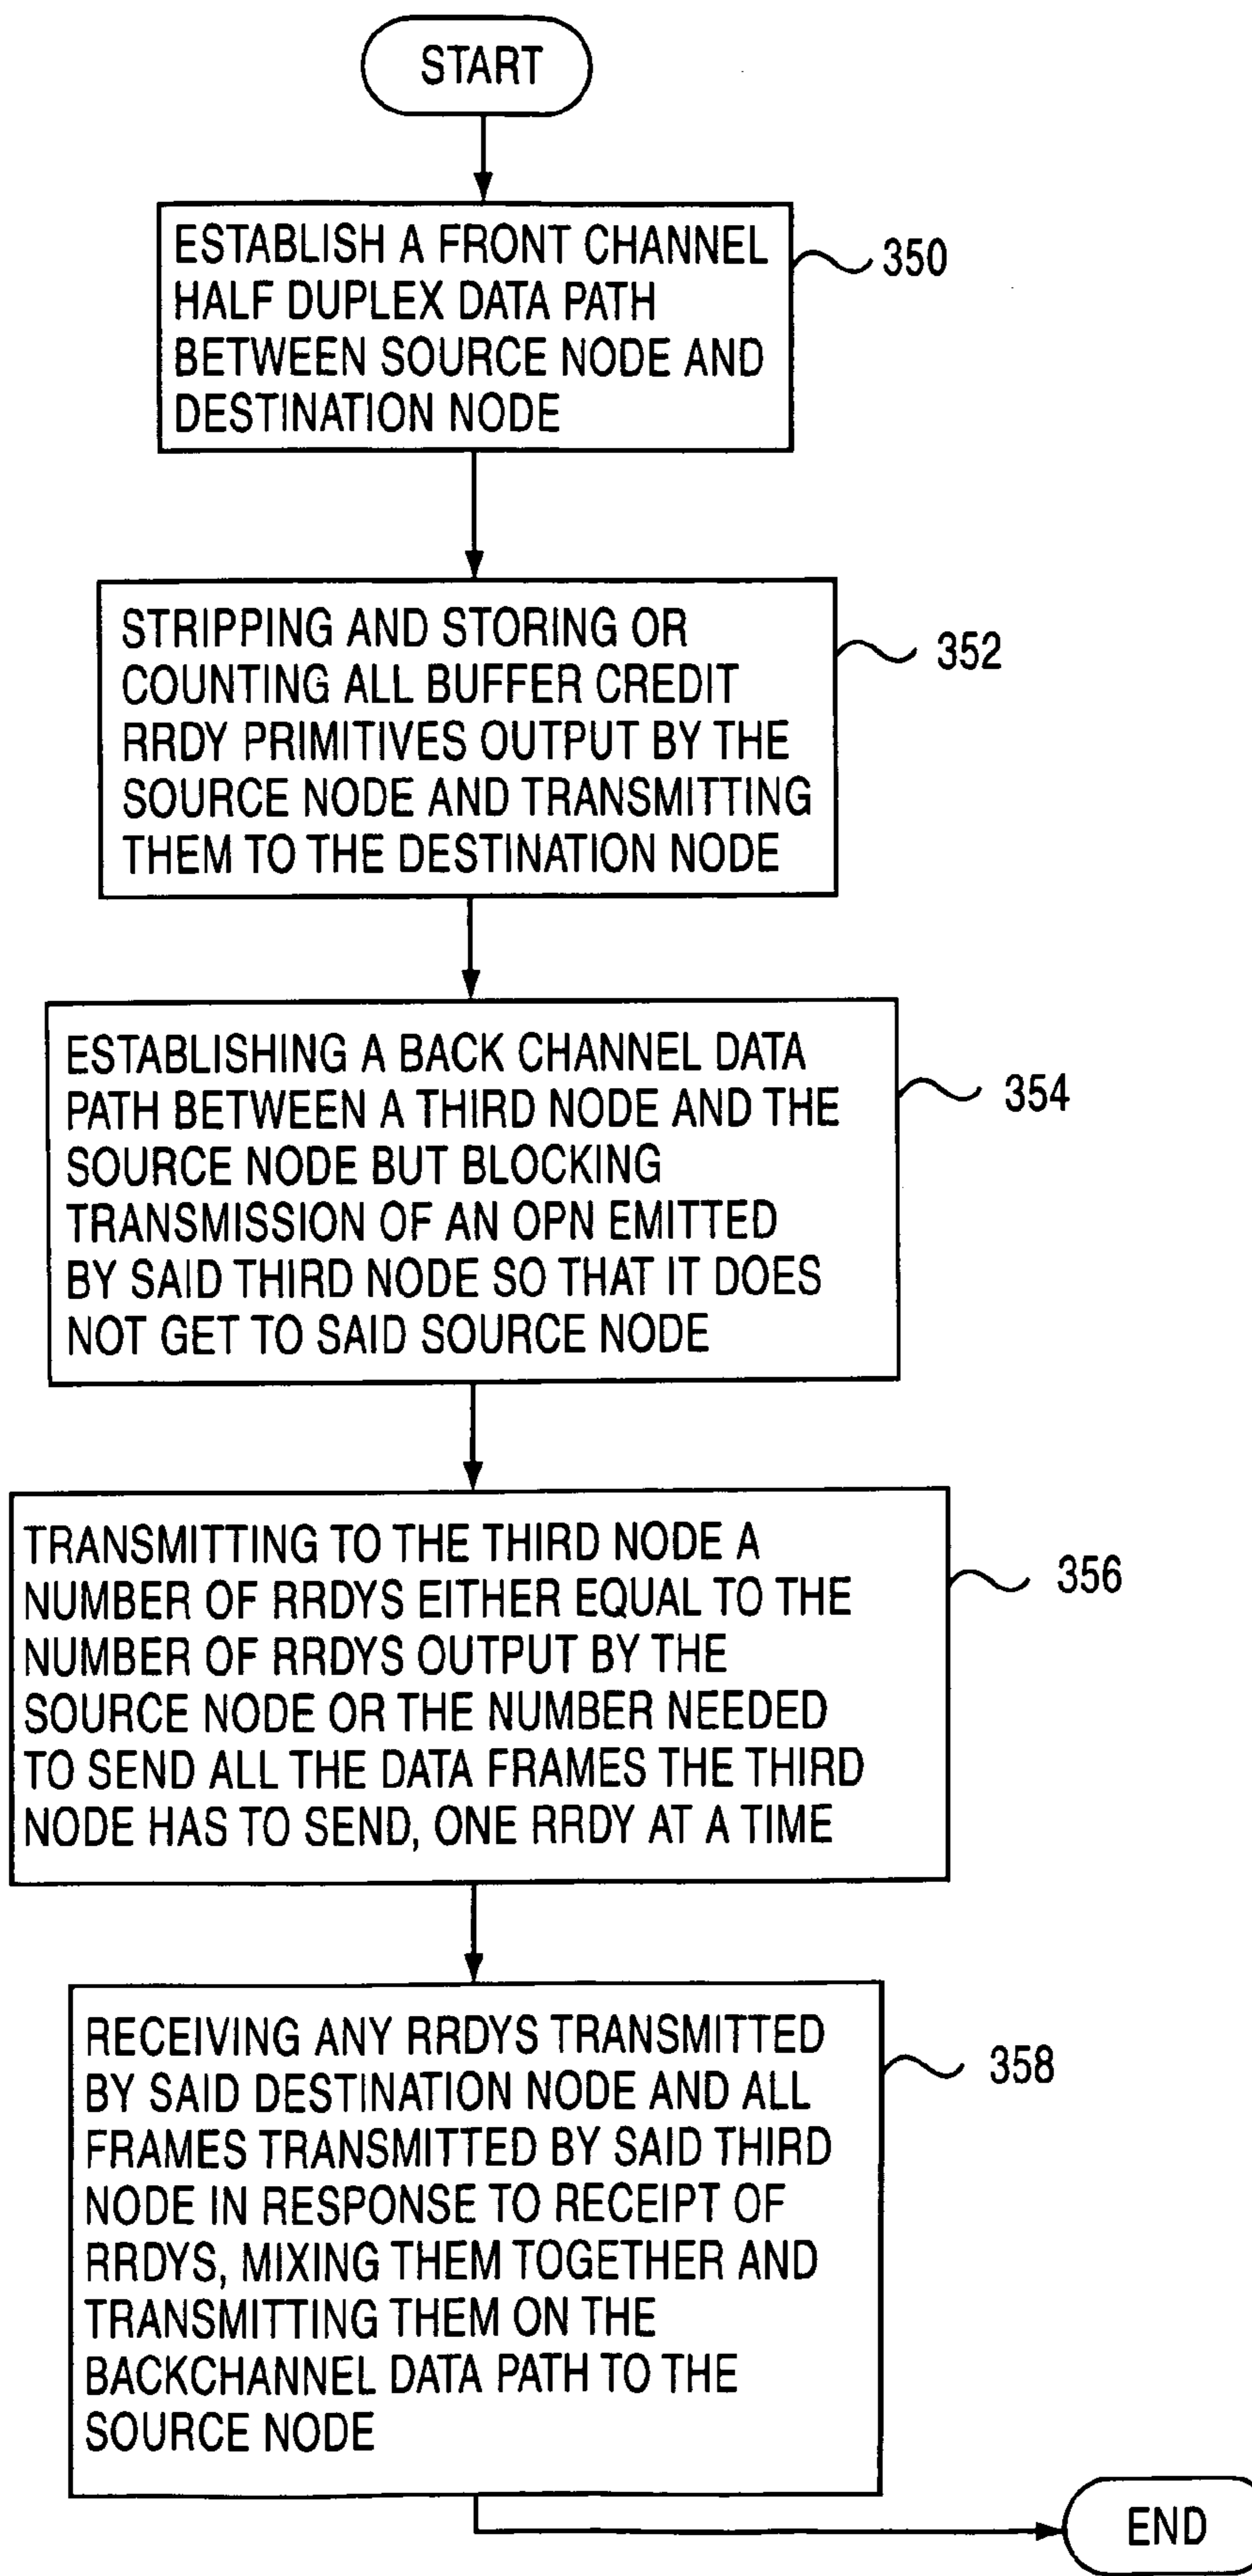 START
ESTABLISH A FRONT CHANNEL
HALF DUPLEX DATA PATH
BETWEEN SOURCE NODE AND
DESTINATION NODE
350
STRIPPING AND STORING OR
COUNTING ALL BUFFER CREDIT
RRDY PRIMITIVES OUTPUT BY THE
SOURCE NODE AND TRANSMITTING
THEM TO THE DESTINATION NODE
352
ESTABLISHING A BACK CHANNEL DATA
PATH BETWEEN A THIRD NODE AND THE
SOURCE NODE BUT BLOCKING
TRANSMISSION OF AN OPN EMITTED
BY SAID THIRD NODE SO THAT IT DOES
NOT GET TO SAID SOURCE NODE
354
TRANSMITTING TO THE THIRD NODE A
NUMBER OF RRDYS EITHER EQUAL TO THE
NUMBER OF RRDYS OUTPUT BY THE
SOURCE NODE OR THE NUMBER NEEDED
TO SEND ALL THE DATA FRAMES THE THIRD
NODE HAS TO SEND, ONE RRDY AT A TIME
356
RECEIVING ANY RRDYS TRANSMITTED
BY SAID DESTINATION NODE AND ALL
FRAMES TRANSMITTED BY SAID THIRD
NODE IN RESPONSE TO RECEIPT OF
RRDYS, MIXING THEM TOGETHER AND
TRANSMITTING THEM ON THE
BACKCHANNEL DATA PATH TO THE
SOURCE NODE
358
END